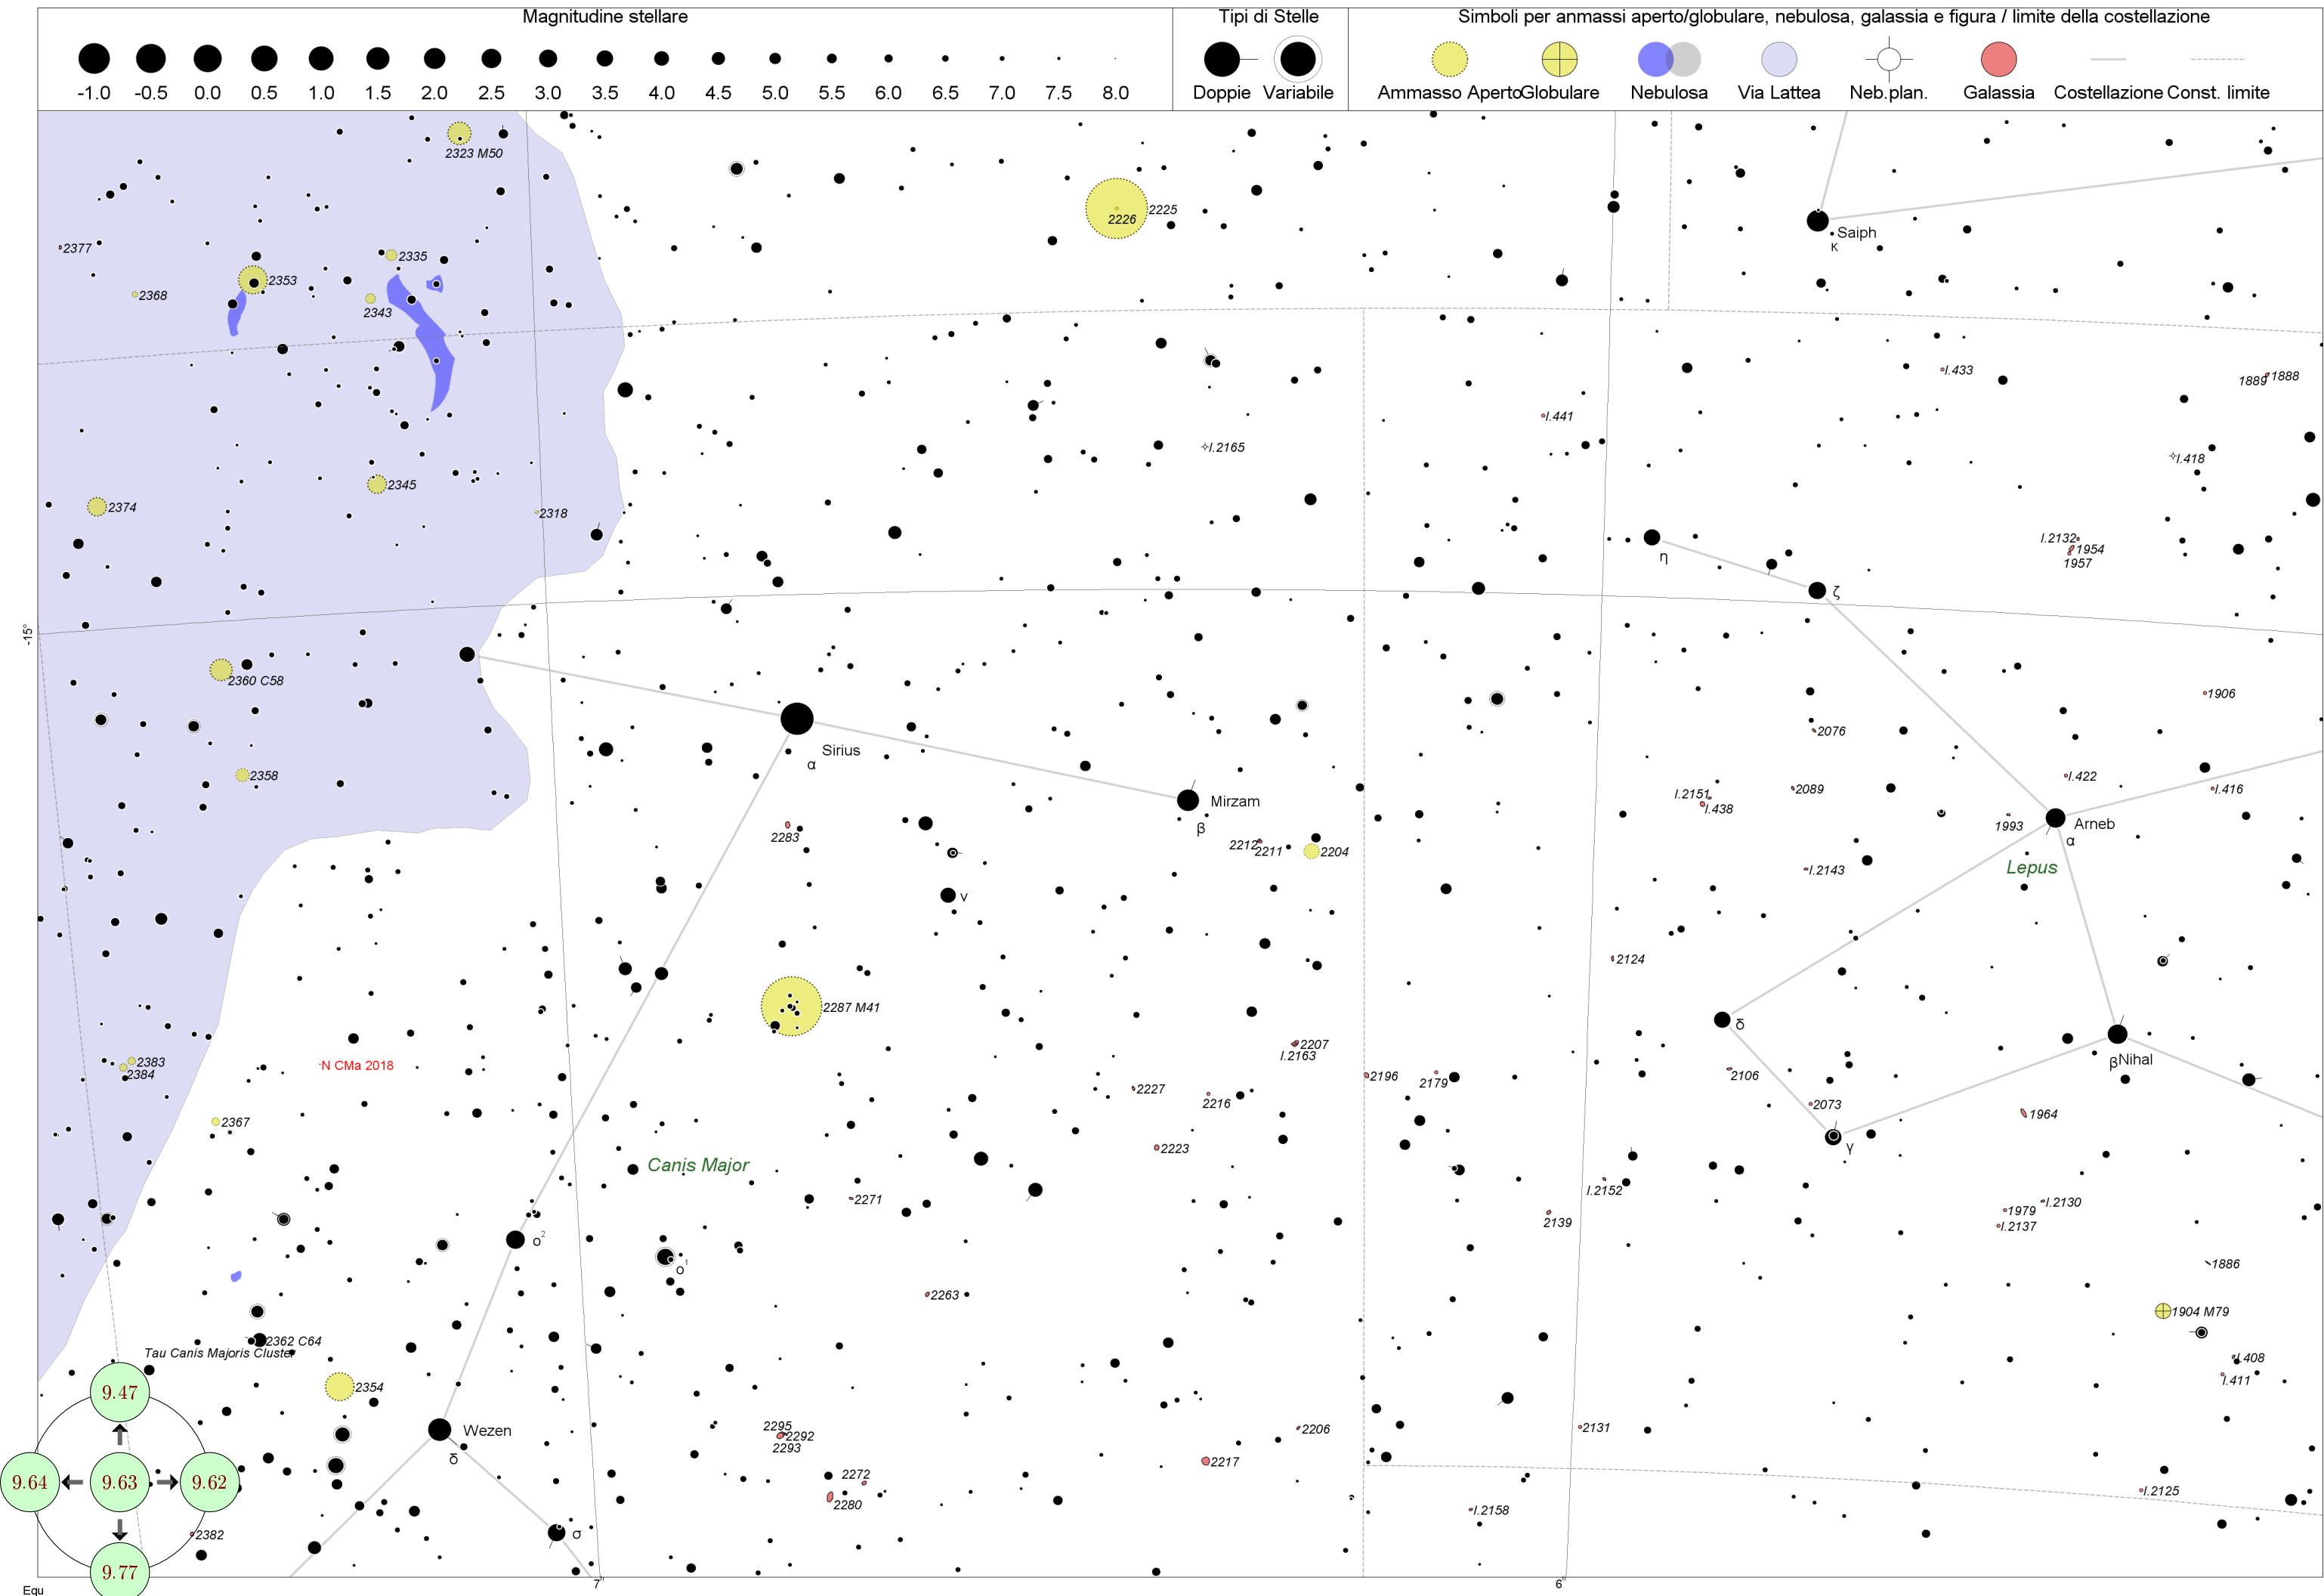 Magnitudine stellare
Tipi di Stelle
Simboli per anmassi aperto/globulare, nebulosa, galassia e figura / limite della costellazione
-1.0 -0.5 0.0 0.5 1.0 1.5 2.0 2.5 3.0 3.5 4.0 4.5 5.0 5.5 6.0 6.5 7.0 7.5 8.0
Doppie Variabile
Ammasso Aperto Globulare Nebulosa Via Lattea Neb.plan. Galassia Costellazione Const. limite
2323 M50
2225
2226
Saiph
κ
2377
2335
2353
2368
2343
I.433
1889 1888
I.441
I.2165
I.418
2345
2374
2318
I.2132
1954
1957
η
ζ
-15°
2360 C58
1906
2076
Sirius
α
2358
I.422
I.2151
2089
I.416
I.438
Mirzam
β
1993
Arneb
α
2283
2212
2211
2204
I.2143
Lepus
ν
2124
2287 M41
δ
2207
I.2163
β Nihal
2383
2384
N CMa 2018
2196
2179
2106
2227
2216
2073
1964
2367
2223
γ
Canis Major
I.2152
2271
I.2130
1979
2139
I.2137
ο2
ο1
1886
2263
1904 M79
2362 C64
Tau Canis Majoris Cluster
I.408
I.411
2354
9.47
2295
2292
2293
Wezen
δ
2206
2131
2217
9.64 9.63 9.62
2272
2280
I.2125
I.2158
2382
σ
9.77
7h
6h
Equ